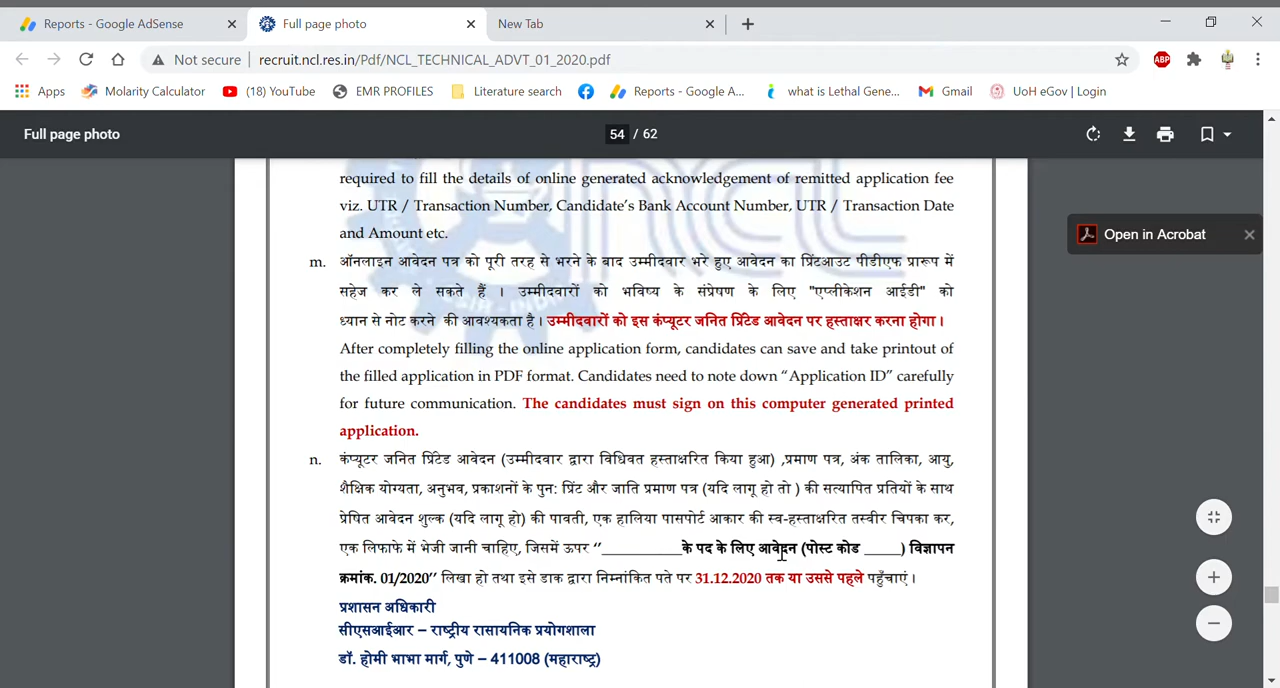 Reports - Google AdSense
Full page photo
New Tab
Not secure
recruit.ncl.res.in/Pdf/NCL_TECHNICAL_ADVT_01_2020.pdf
ABP
Apps
Molarity Calculator
(18) YouTube
EMR PROFILES
Literature search
Reports - Google A...
what is Lethal Gene...
Gmail
UoH eGov | Login
Full page photo
54 / 62
Open in Acrobat
required to fill the details of online generated acknowledgement of remitted application fee
viz. UTR / Transaction Number, Candidate's Bank Account Number, UTR / Transaction Date
and Amount etc.
m. ऑनलाइन आवेदन पत्र को पूरी तरह से भरने के बाद उम्मीदवार भरे हुए आवेदन का प्रिंटआउट पीडीएफ प्रारूप में
सहेज कर ले सकते हैं । उम्मीदवारों को भविष्य के संप्रेषण के लिए "एप्लीकेशन आईडी" को
ध्यान से नोट करने की आवश्यकता है। उम्मीदवारों को इस कंप्यूटर जनित प्रिंटेड आवेदन पर हस्ताक्षर करना होगा।
After completely filling the online application form, candidates can save and take printout of
the filled application in PDF format. Candidates need to note down “Application ID” carefully
for future communication. The candidates must sign on this computer generated printed
application.
n. कंप्यूटर जनित प्रिंटेड आवेदन (उम्मीदवार द्वारा विधिवत हस्ताक्षरित किया हुआ) ,प्रमाण पत्र, अंक तालिका, आयु,
शैक्षिक योग्यता, अनुभव, प्रकाशनों के पुन: प्रिंट और जाति प्रमाण पत्र (यदि लागू हो तो ) की सत्यापित प्रतियों के साथ
प्रेषित आवेदन शुल्क (यदि लागू हो) की पावती, एक हालिया पासपोर्ट आकार की स्व-हस्ताक्षरित तस्वीर चिपका कर,
एक लिफाफे में भेजी जानी चाहिए, जिसमें ऊपर ‘‘__________के पद के लिए आवेदन (पोस्ट कोड _____) विज्ञापन
क्रमांक. 01/2020’’ लिखा हो तथा इसे डाक द्वारा निम्नांकित पते पर 31.12.2020 तक या उससे पहले पहुँचाएं ।
प्रशासन अधिकारी
सीएसआईआर – राष्ट्रीय रासायनिक प्रयोगशाला
डॉ. होमी भाभा मार्ग, पुणे – 411008 (महाराष्ट्र)